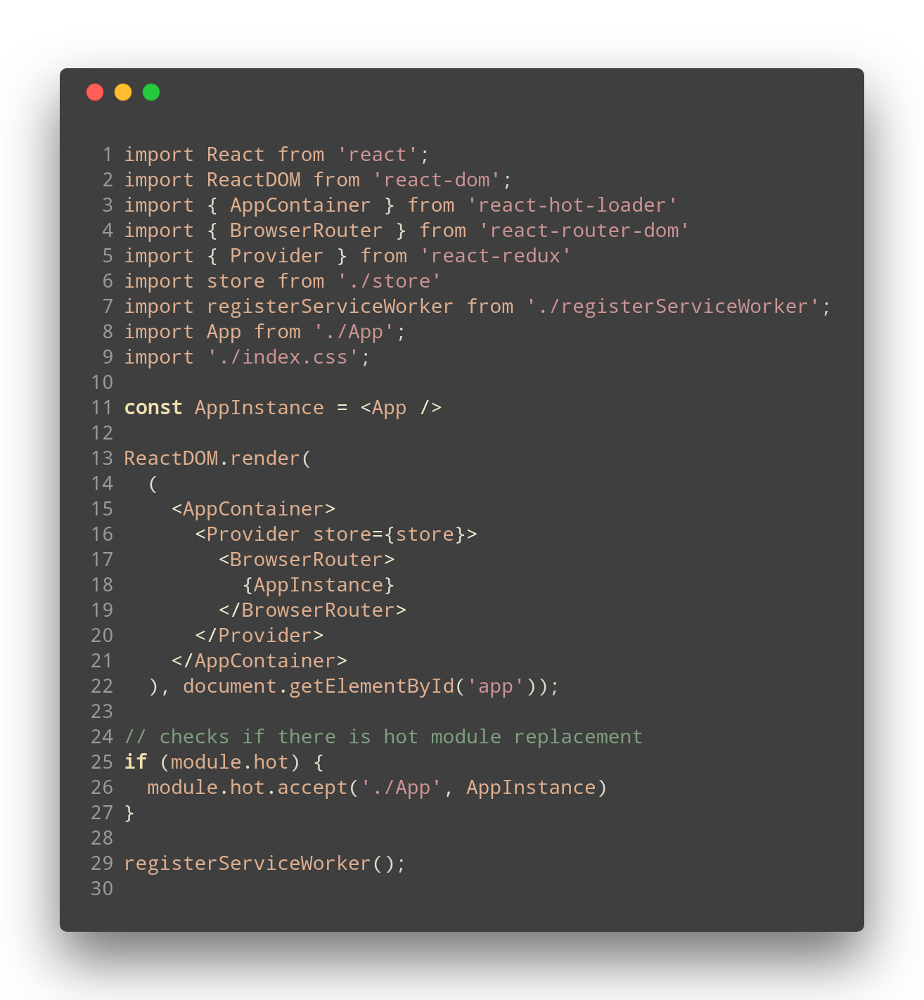 1 import React from 'react';
2 import ReactDOM from 'react-dom';
3 import { AppContainer } from 'react-hot-loader'
4 import { BrowserRouter } from 'react-router-dom'
5 import { Provider } from 'react-redux'
6 import store from './store'
7 import registerServiceWorker from './registerServiceWorker';
8 import App from './App';
9 import './index.css';
10
11 const AppInstance = <App />
12
13 ReactDOM.render(
14   (
15     <AppContainer>
16       <Provider store={store}>
17         <BrowserRouter>
18           {AppInstance}
19         </BrowserRouter>
20       </Provider>
21     </AppContainer>
22   ), document.getElementById('app'));
23
24 // checks if there is hot module replacement
25 if (module.hot) {
26   module.hot.accept('./App', AppInstance)
27 }
28
29 registerServiceWorker();
30